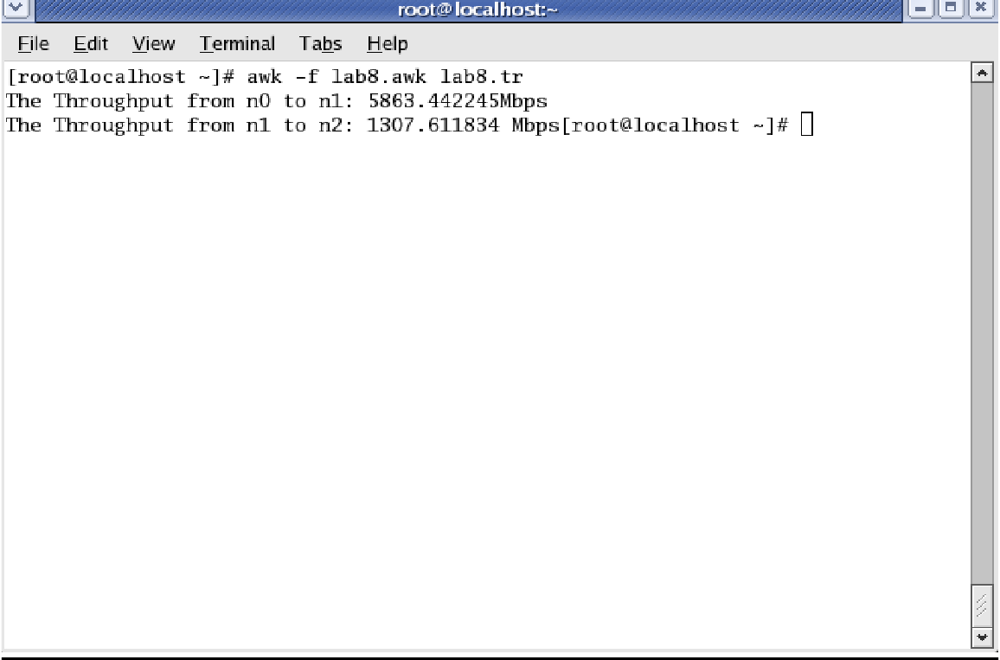 root@localhost:~
File Edit View Terminal Tabs Help
[root@localhost ~]# awk -f lab8.awk lab8.tr
The Throughput from n0 to n1: 5863.442245Mbps
The Throughput from n1 to n2: 1307.611834 Mbps[root@localhost ~]#